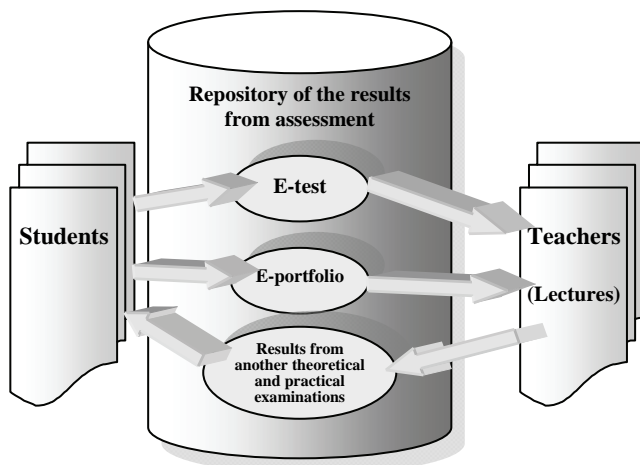 Repository of the results
from assessment
E-test
Students
Teachers
E-portfolio
(Lectures)
Results from
another theoretical
and practical
examinations